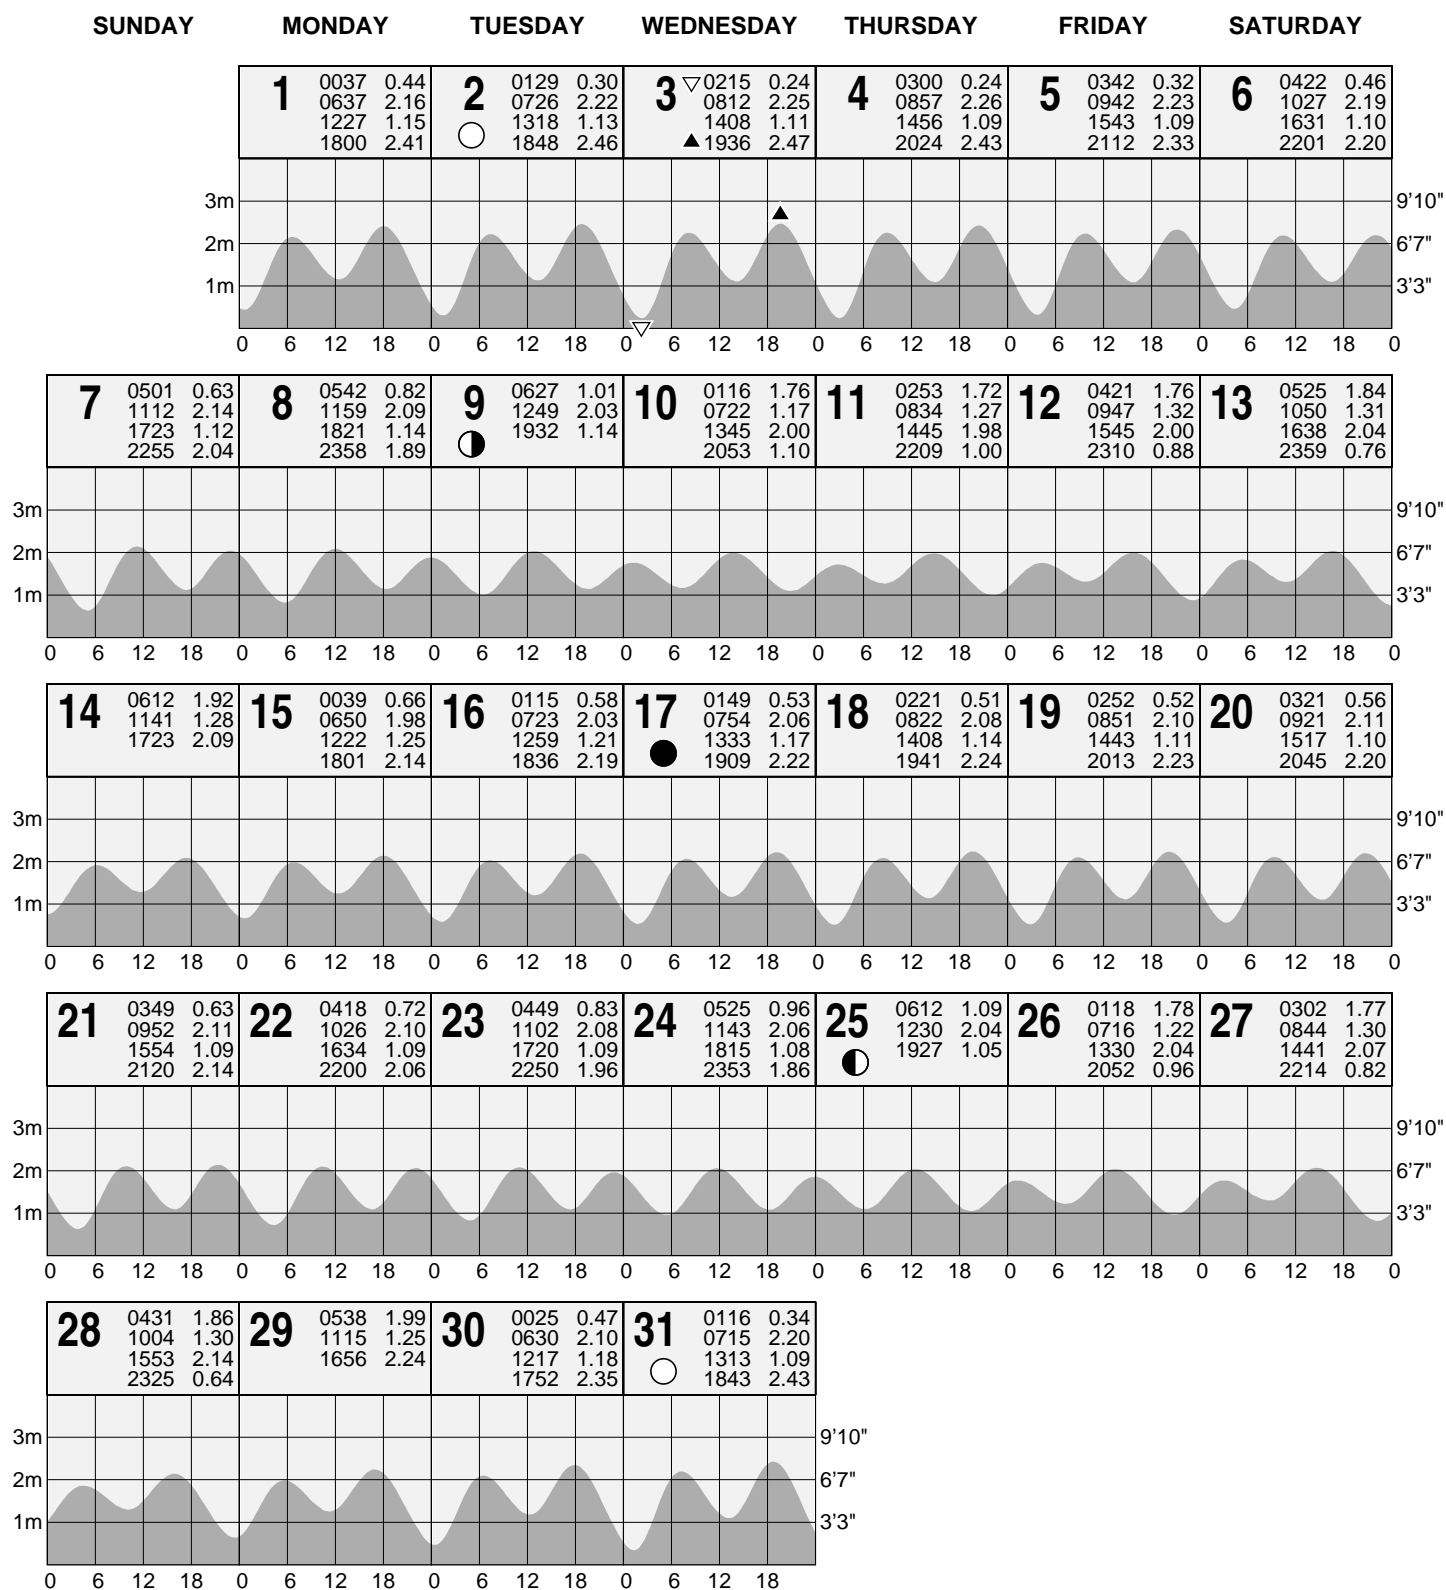 SUNDAY MONDAY TUESDAY WEDNESDAY THURSDAY FRIDAY SATURDAY
1 0037 0.44 2 0129 0.30 3 0215 0.24 4 0300 0.24 5 0342 0.32 6 0422 0.46
0637 2.16 0726 2.22 0812 2.25 0857 2.26 0942 2.23 1027 2.19
1227 1.15 1318 1.13 1408 1.11 1456 1.09 1543 1.09 1631 1.10
1800 2.41 1848 2.46 1936 2.47 2024 2.43 2112 2.33 2201 2.20
3m 9'10"
2m 6'7"
1m 3'3"
0 6 12 18 0 6 12 18 0 6 12 18 0 6 12 18 0 6 12 18 0 6 12 18 0
7 0501 0.63 8 0542 0.82 9 0627 1.01 10 0116 1.76 11 0253 1.72 12 0421 1.76 13 0525 1.84
1112 2.14 1159 2.09 1249 2.03 0722 1.17 0834 1.27 0947 1.32 1050 1.31
1723 1.12 1821 1.14 1932 1.14 1345 2.00 1445 1.98 1545 2.00 1638 2.04
2255 2.04 2358 1.89 2053 1.10 2209 1.00 2310 0.88 2359 0.76
3m 9'10"
2m 6'7"
1m 3'3"
0 6 12 18 0 6 12 18 0 6 12 18 0 6 12 18 0 6 12 18 0 6 12 18 0 6 12 18 0
14 0612 1.92 15 0039 0.66 16 0115 0.58 17 0149 0.53 18 0221 0.51 19 0252 0.52 20 0321 0.56
1141 1.28 0650 1.98 0723 2.03 0754 2.06 0822 2.08 0851 2.10 0921 2.11
1723 2.09 1222 1.25 1259 1.21 1333 1.17 1408 1.14 1443 1.11 1517 1.10
1801 2.14 1836 2.19 1909 2.22 1941 2.24 2013 2.23 2045 2.20
3m 9'10"
2m 6'7"
1m 3'3"
0 6 12 18 0 6 12 18 0 6 12 18 0 6 12 18 0 6 12 18 0 6 12 18 0 6 12 18 0
21 0349 0.63 22 0418 0.72 23 0449 0.83 24 0525 0.96 25 0612 1.09 26 0118 1.78 27 0302 1.77
0952 2.11 1026 2.10 1102 2.08 1143 2.06 1230 2.04 0716 1.22 0844 1.30
1554 1.09 1634 1.09 1720 1.09 1815 1.08 1927 1.05 1330 2.04 1441 2.07
2120 2.14 2200 2.06 2250 1.96 2353 1.86 2052 0.96 2214 0.82
3m 9'10"
2m 6'7"
1m 3'3"
0 6 12 18 0 6 12 18 0 6 12 18 0 6 12 18 0 6 12 18 0 6 12 18 0 6 12 18 0
28 0431 1.86 29 0538 1.99 30 0025 0.47 31 0116 0.34
1004 1.30 1115 1.25 0630 2.10 0715 2.20
1553 2.14 1656 2.24 1217 1.18 1313 1.09
2325 0.64 1752 2.35 1843 2.43
3m 9'10"
2m 6'7"
1m 3'3"
0 6 12 18 0 6 12 18 0 6 12 18 0 6 12 18